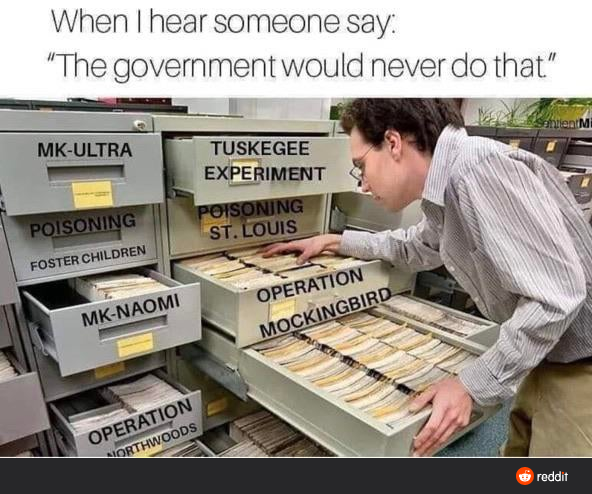 When I hear someone say:
"The government would never do that."
SentientMi
MK-ULTRA
TUSKEGEE
EXPERIMENT
POISONING
FOSTER CHILDREN
POISONING
ST. LOUIS
MK-NAOMI
OPERATION
MOCKINGBIRD
OPERATION
NORTHWOODS
reddit